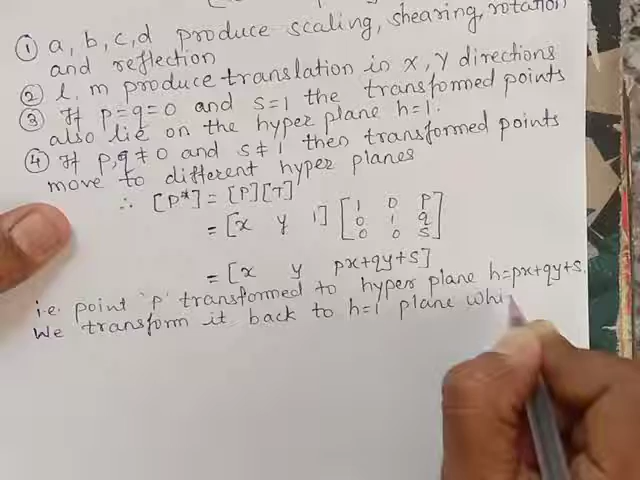 ① a, b, c, d produce scaling, shearing, rotation
and reflection
② l, m produce translation in x, y directions
③ If p=q=0 and s=1 the transformed points
also lie on the hyper plane h=1.
④ If p,q ≠ 0 and s ≠ 1 then transformed points
move to different hyper planes
∴ [P*] = [P][T]
= [x y 1] [1 0 p
0 1 q
0 0 s]
= [x y px+qy+s]
i.e. point 'p' transformed to hyper plane h=px+qy+s.
We transform it back to h=1 plane whi